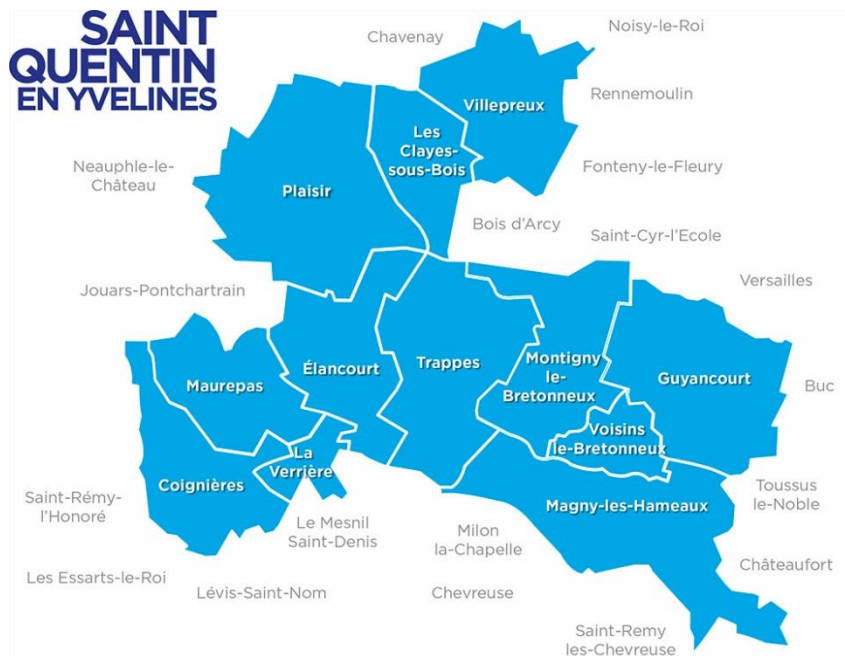 SAINT
QUENTIN
EN YVELINES
Chavenay
Noisy-le-Roi
Villepreux
Rennemoulin
Les
Clayes-
sous-Bois
Neauphle-le-
Château
Plaisir
Fonteny-le-Fleury
Bois d'Arcy
Saint-Cyr-l'Ecole
Versailles
Jouars-Pontchartrain
Maurepas
Élancourt
Trappes
Montigny
le-
Bretonneux
Guyancourt
Buc
Voisins
le-Bretonneux
La
Verrière
Coignières
Saint-Rémy-
l'Honoré
Magny-les-Hameaux
Toussus
le-Noble
Le Mesnil
Saint-Denis
Milon
la-Chapelle
Châteaufort
Les Essarts-le-Roi
Lévis-Saint-Nom
Chevreuse
Saint-Remy
les-Chevreuse